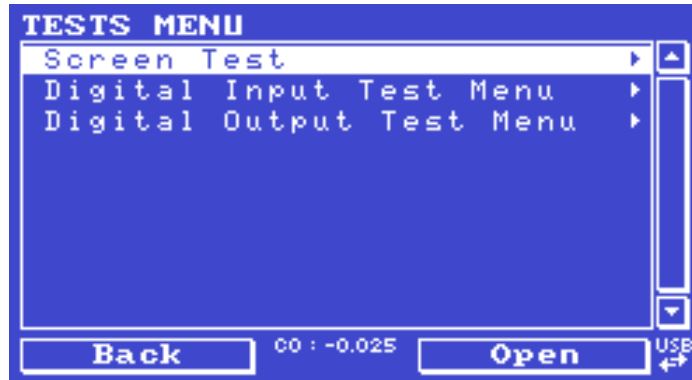 TESTS MENU
Screen Test
Digital Input Test Menu
Digital Output Test Menu
Back
CO : -0.025
Open
USB